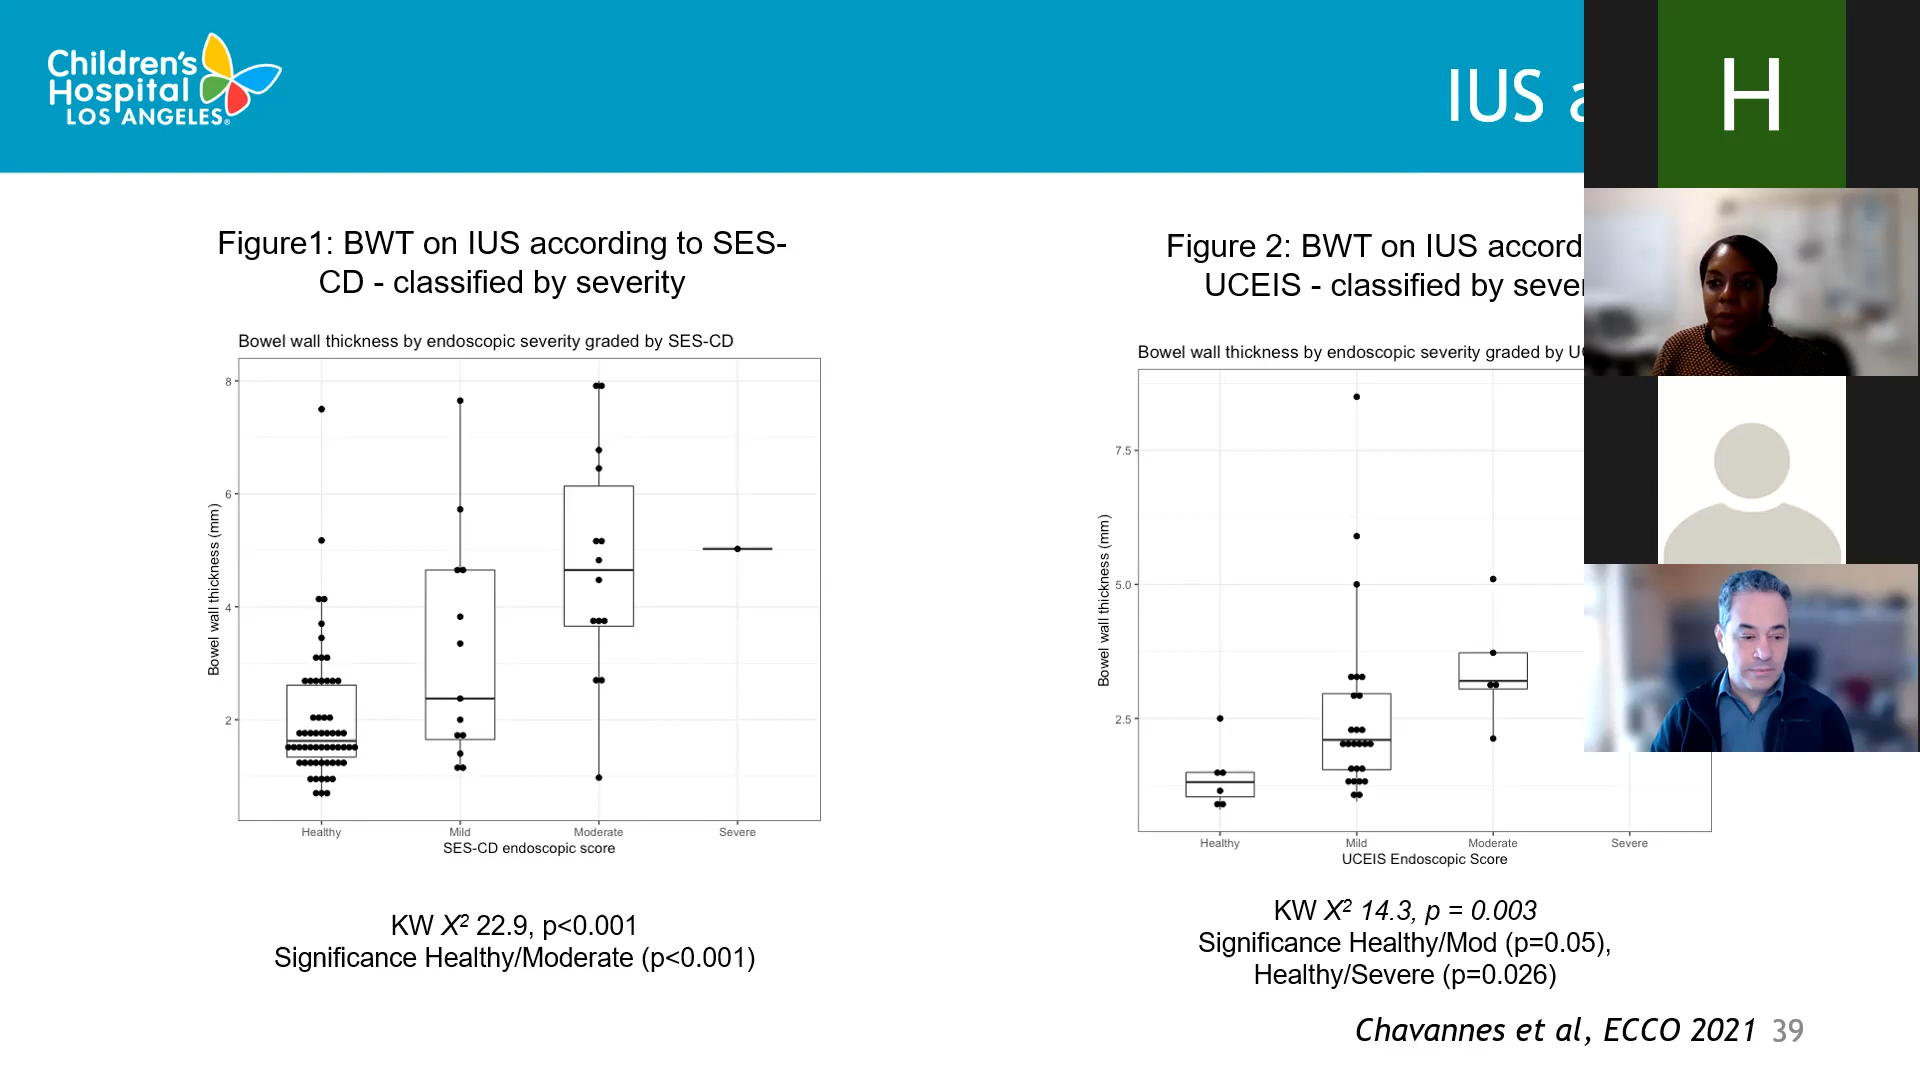 Children's
Hospital
LOS ANGELES®
IUS a
H
Figure1: BWT on IUS according to SES-
CD - classified by severity
Bowel wall thickness by endoscopic severity graded by SES-CD
Bowel wall thickness (mm)
8
6
4
2
Healthy Mild Moderate Severe
SES-CD endoscopic score
KW X² 22.9, p<0.001
Significance Healthy/Moderate (p<0.001)
Figure 2: BWT on IUS accord
UCEIS - classified by seve
Bowel wall thickness by endoscopic severity graded by U
Bowel wall thickness (mm)
7.5
5.0
2.5
Healthy Mild Moderate Severe
UCEIS Endoscopic Score
KW X² 14.3, p = 0.003
Significance Healthy/Mod (p=0.05),
Healthy/Severe (p=0.026)
Chavannes et al, ECCO 2021 39